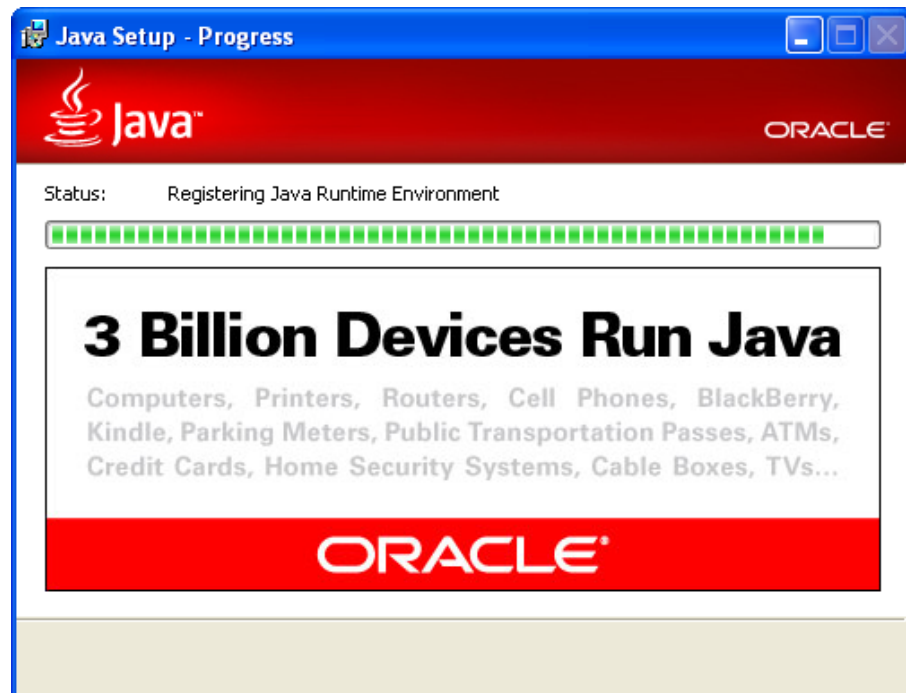 Java Setup - Progress
Java™
ORACLE®
Status: Registering Java Runtime Environment
3 Billion Devices Run Java
Computers, Printers, Routers, Cell Phones, BlackBerry,
Kindle, Parking Meters, Public Transportation Passes, ATMs,
Credit Cards, Home Security Systems, Cable Boxes, TVs...
ORACLE®